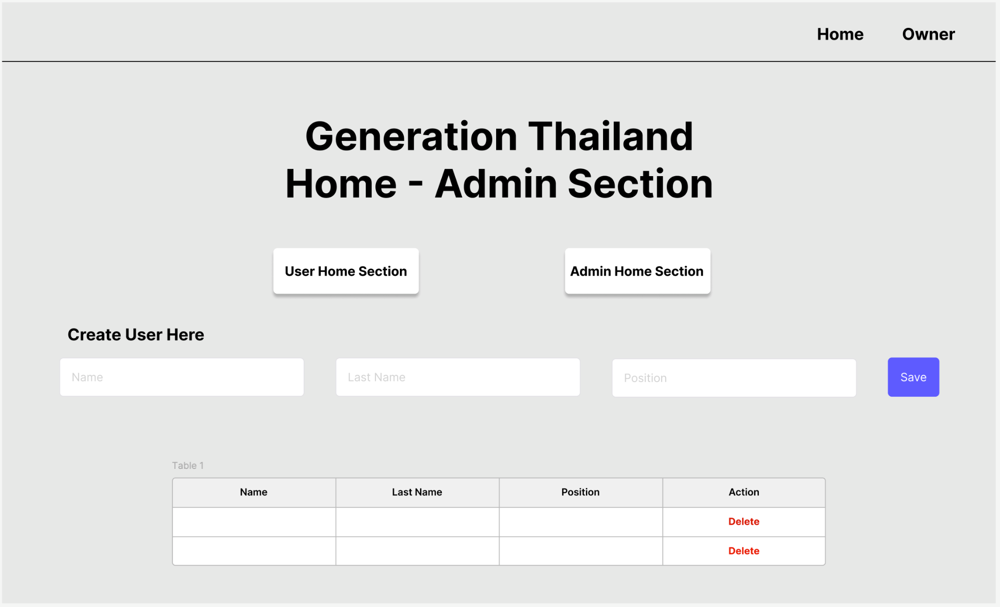 Home Owner
Generation Thailand
Home - Admin Section
User Home Section Admin Home Section
Create User Here
Name Last Name Position Save
Table 1
Name Last Name Position Action
Delete
Delete